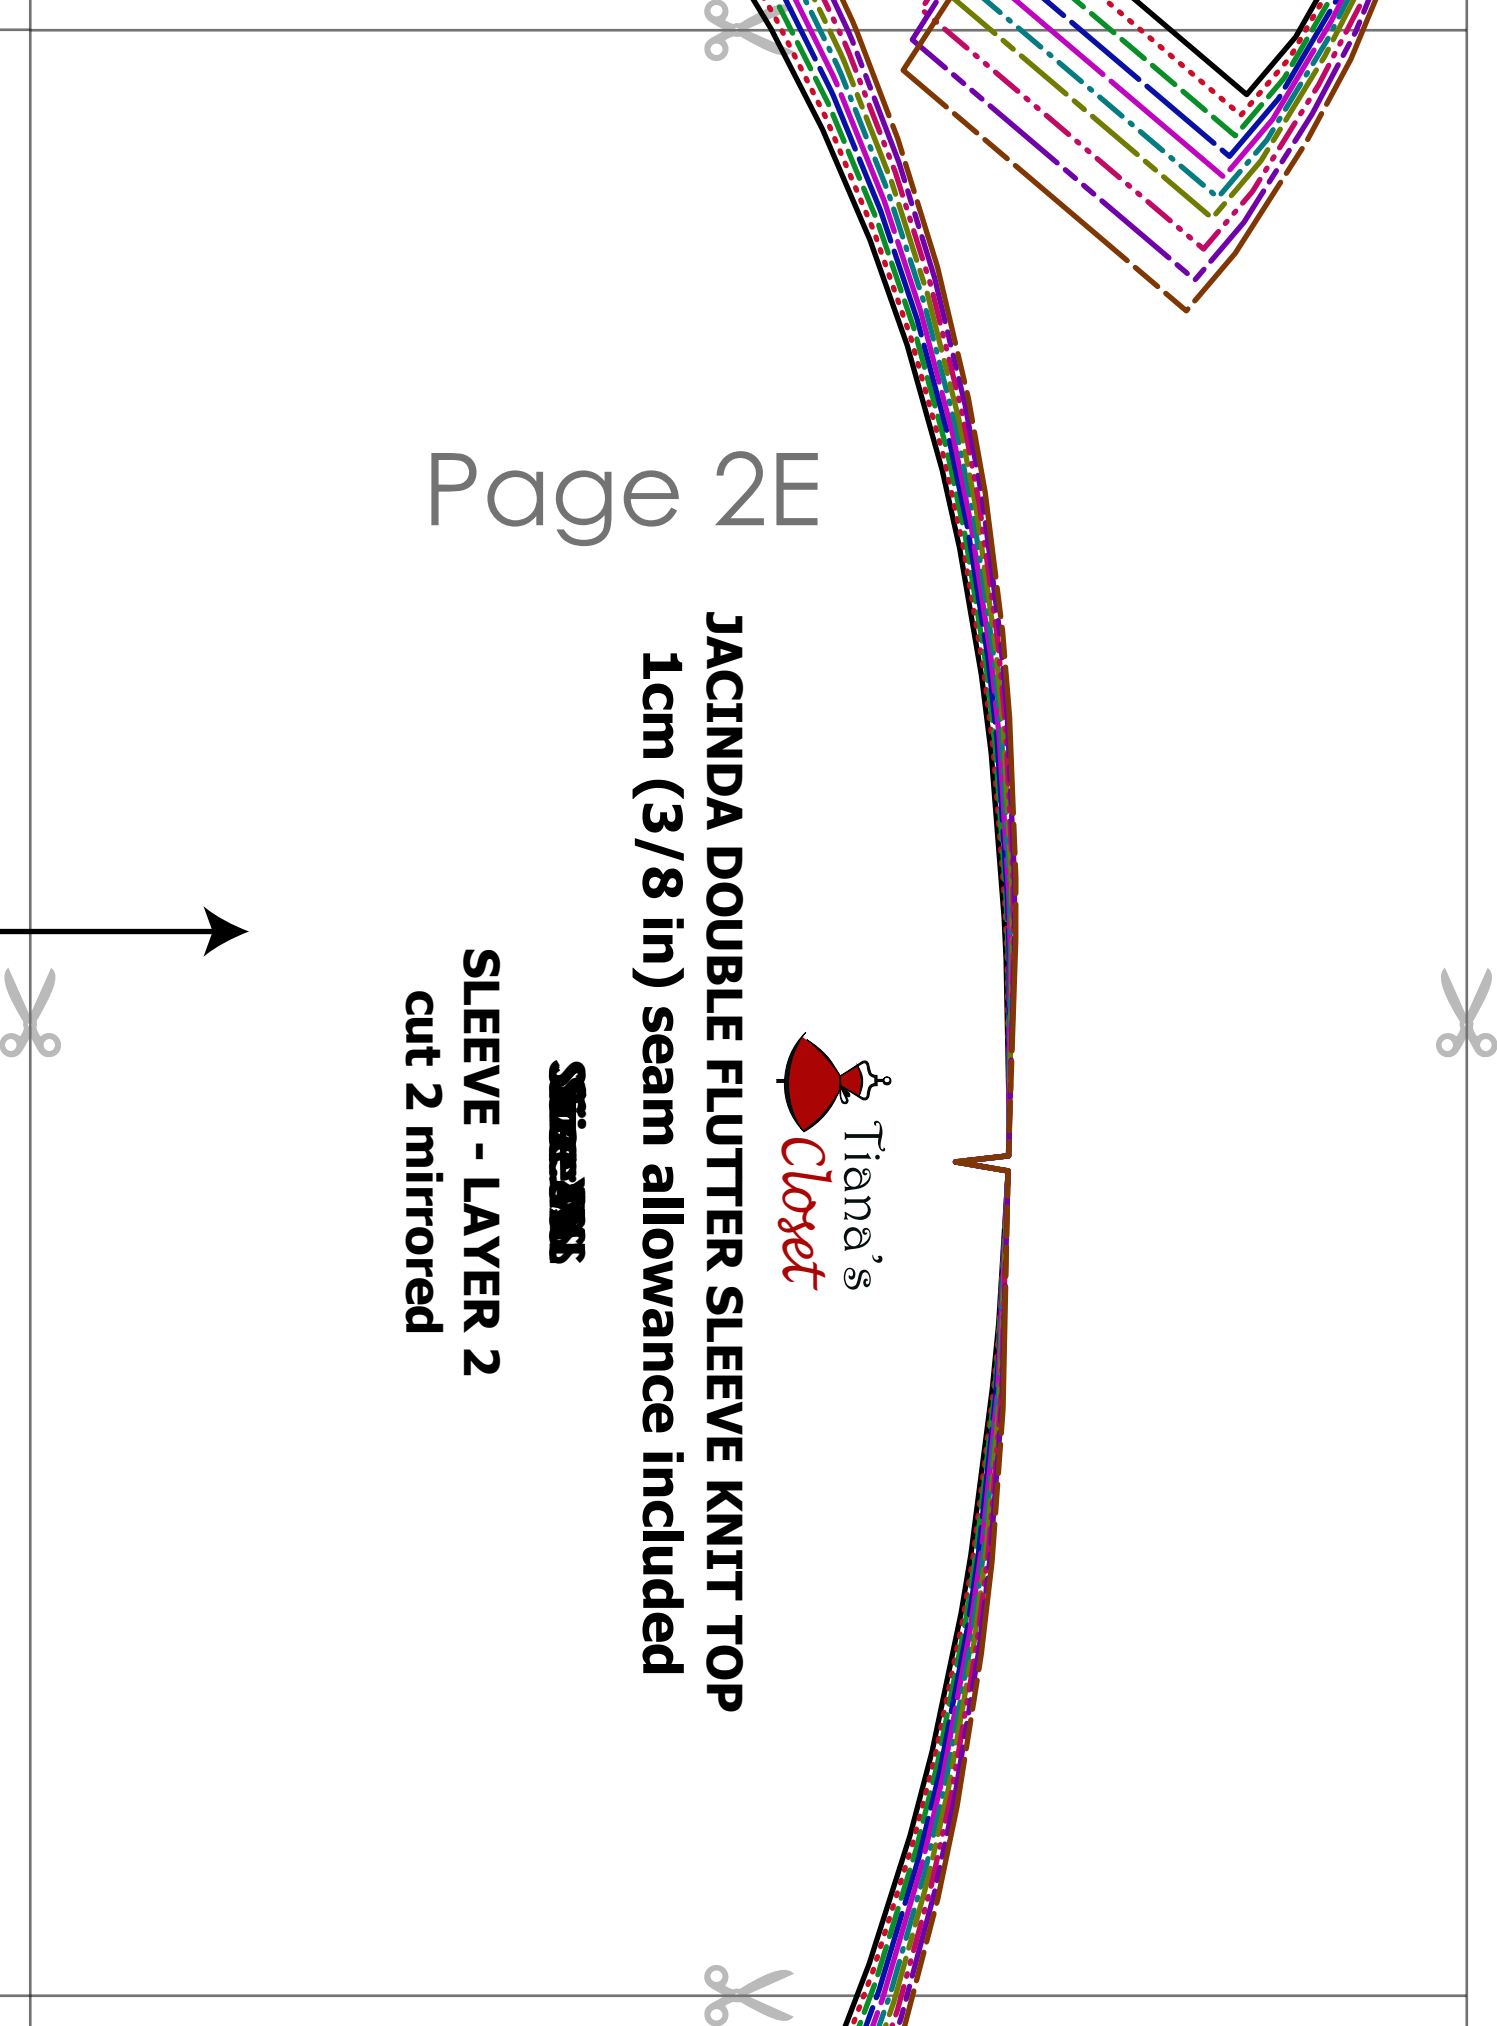 Page 2E
Tiana's
Closet
JACINDA DOUBLE FLUTTER SLEEVE KNIT TOP
1cm (3/8 in) seam allowance included
SLEEVE - LAYER 2
cut 2 mirrored